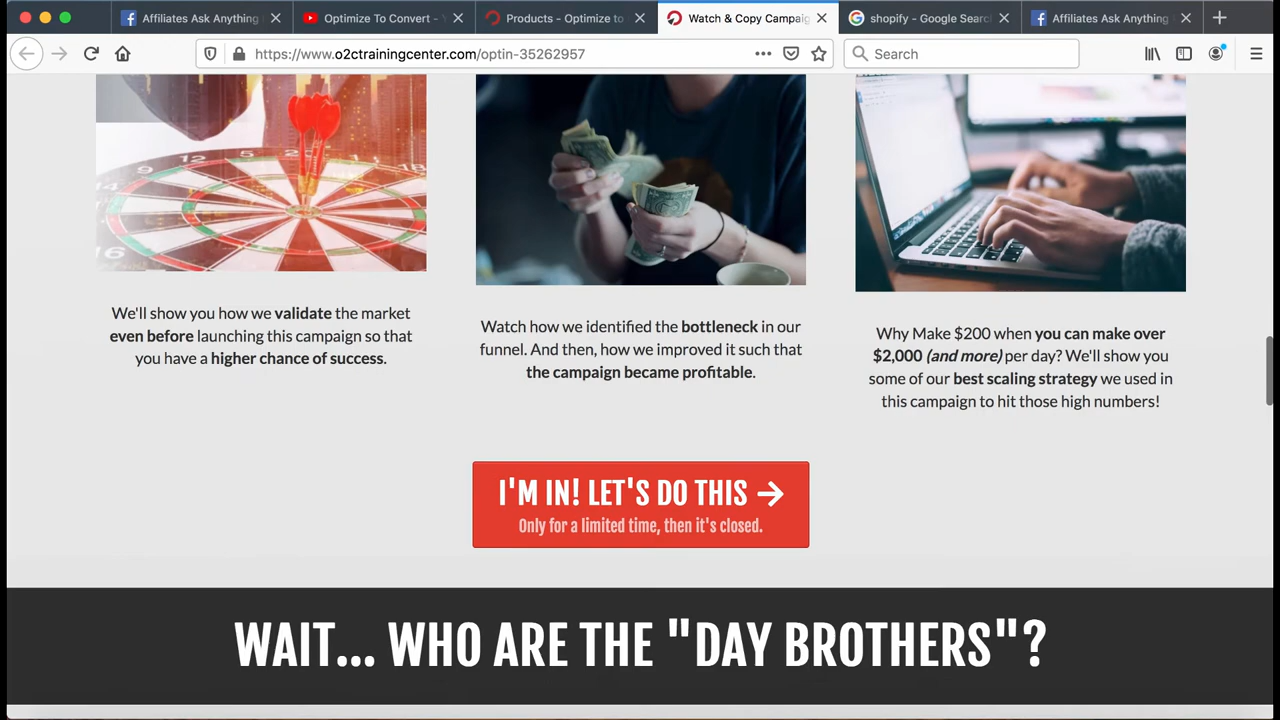 Affiliates Ask Anything
Optimize To Convert - Y
Products - Optimize to
Watch & Copy Campaig
shopify - Google Searc
Affiliates Ask Anything
https://www.o2ctrainingcenter.com/optin-35262957
Search
12
5
18
16
We'll show you how we validate the market
even before launching this campaign so that
you have a higher chance of success.
Watch how we identified the bottleneck in our
funnel. And then, how we improved it such that
the campaign became profitable.
Why Make $200 when you can make over
$2,000 (and more) per day? We'll show you
some of our best scaling strategy we used in
this campaign to hit those high numbers!
I'M IN! LET'S DO THIS →
Only for a limited time, then it's closed.
WAIT... WHO ARE THE "DAY BROTHERS"?